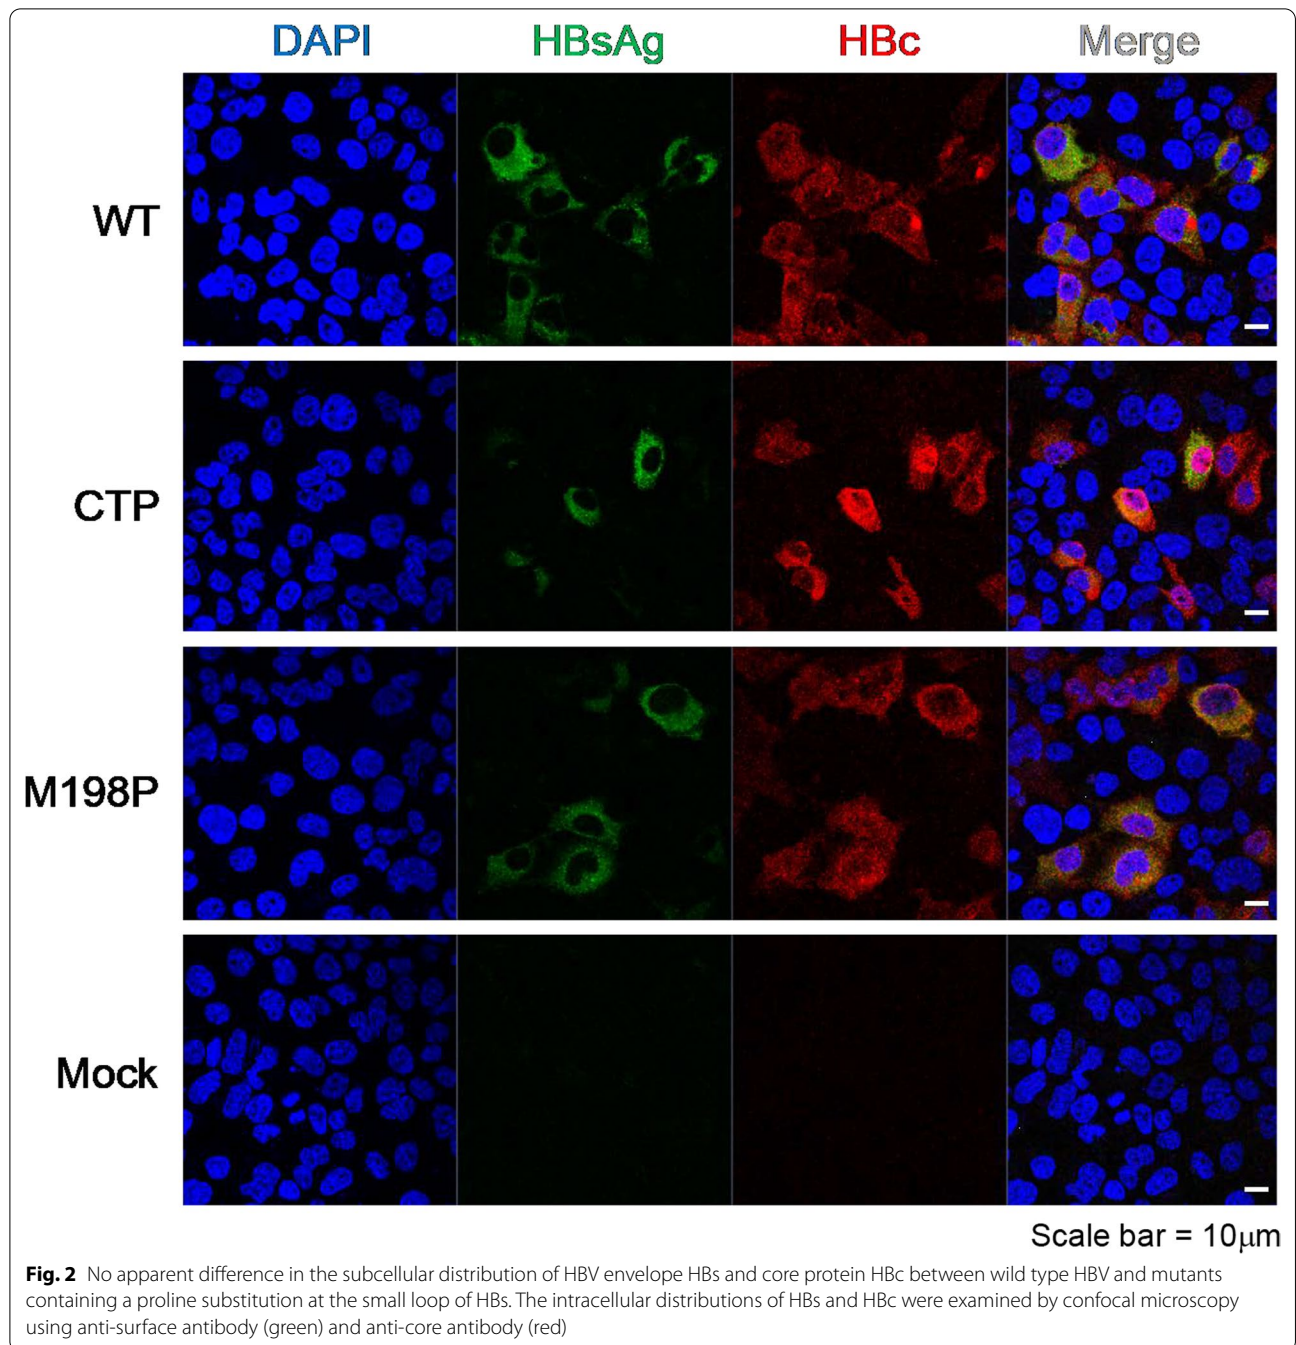 DAPI HBsAg HBc Merge
WT
CTP
M198P
Mock
Scale bar = 10μm
Fig. 2 No apparent difference in the subcellular distribution of HBV envelope HBs and core protein HBc between wild type HBV and mutants
containing a proline substitution at the small loop of HBs. The intracellular distributions of HBs and HBc were examined by confocal microscopy
using anti-surface antibody (green) and anti-core antibody (red)